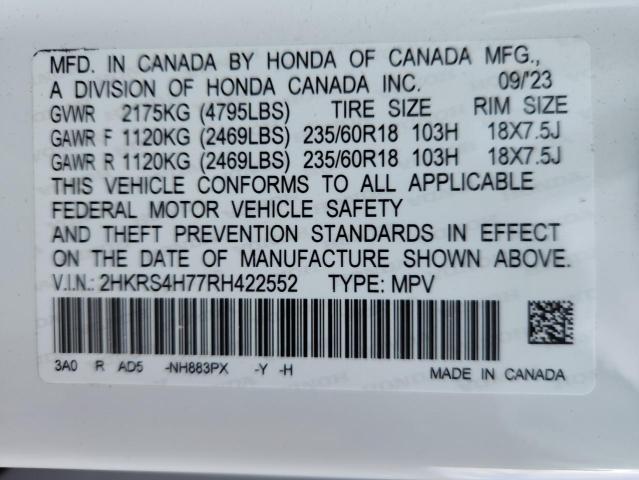 MFD. IN CANADA BY HONDA OF CANADA MFG.,
A DIVISION OF HONDA CANADA INC. 09/'23
GVWR 2175KG (4795LBS) TIRE SIZE RIM SIZE
GAWR F 1120KG (2469LBS) 235/60R18 103H 18X7.5J
GAWR R 1120KG (2469LBS) 235/60R18 103H 18X7.5J
THIS VEHICLE CONFORMS TO ALL APPLICABLE
FEDERAL MOTOR VEHICLE SAFETY
AND THEFT PREVENTION STANDARDS IN EFFECT
ON THE DATE OF MANUFACTURE SHOWN ABOVE.
V.I.N.: 2HKRS4H77RH422552 TYPE: MPV
3A0 R AD5 -NH883PX -Y -H MADE IN CANADA